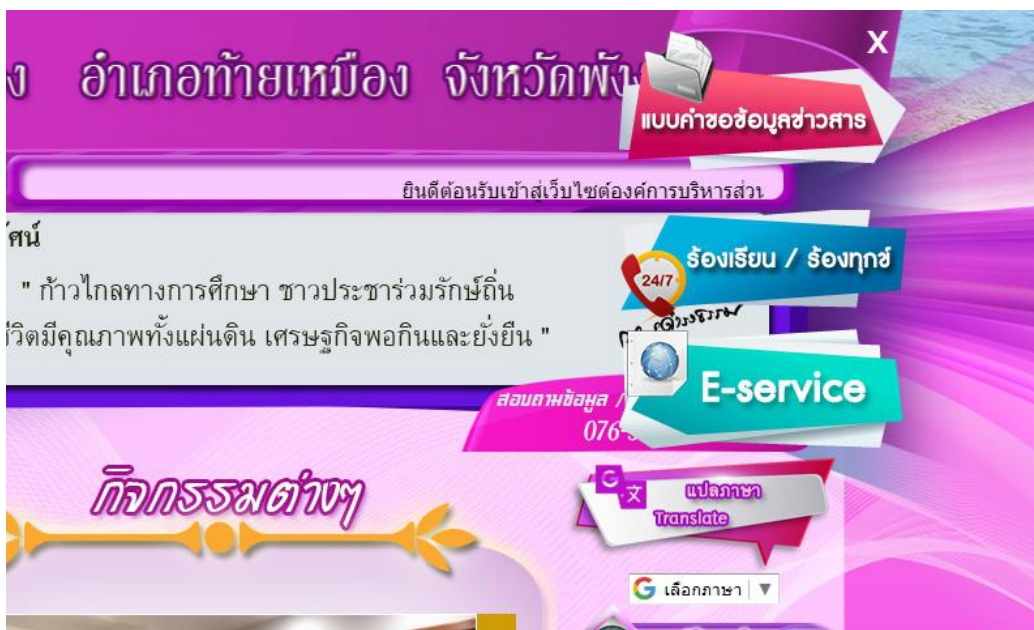 อำเภอท้ายเหมือง จังหวัดพัง
X
แบบคำขอข้อมูลข่าวสาร
ยินดีต้อนรับเข้าสู่เว็บไซต์องค์การบริหารส่วน
ศน์
ร้องเรียน / ร้องทุกข์
24/7
" ก้าวไกลทางการศึกษา ชาวประชาร่วมรักษ์ถิ่น
ชีวิตมีคุณภาพทั้งแผ่นดิน เศรษฐกิจพอกินและยั่งยืน "
E-service
สอบถามข้อมูล /
076-
กิจกรรมต่างๆ
G 文 แปลภาษา
Translate
G เลือกภาษา ▼